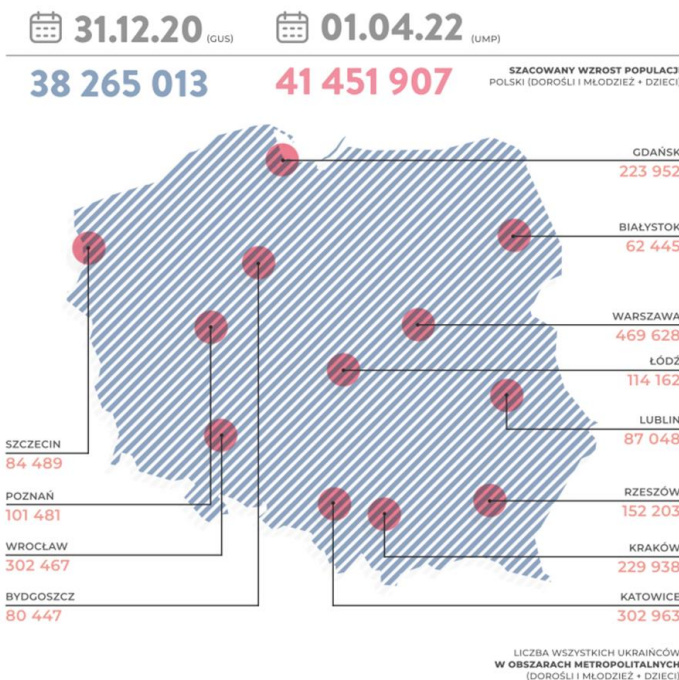 31.12.20 (GUS)
01.04.22 (UMP)
38 265 013
41 451 907
SZACOWANY WZROST POPULACJI
POLSKI (DOROŚLI I MŁODZIEŻ + DZIECI)
GDAŃSK
223 952
BIAŁYSTOK
62 445
WARSZAWA
469 628
ŁÓDŹ
114 162
LUBLIN
87 048
RZESZÓW
152 203
KRAKÓW
229 938
KATOWICE
302 963
SZCZECIN
84 489
POZNAŃ
101 481
WROCŁAW
302 467
BYDGOSZCZ
80 447
LICZBA WSZYSTKICH UKRAIŃCÓW
W OBSZARACH METROPOLITALNYCH
(DOROŚLI I MŁODZIEŻ + DZIECI)